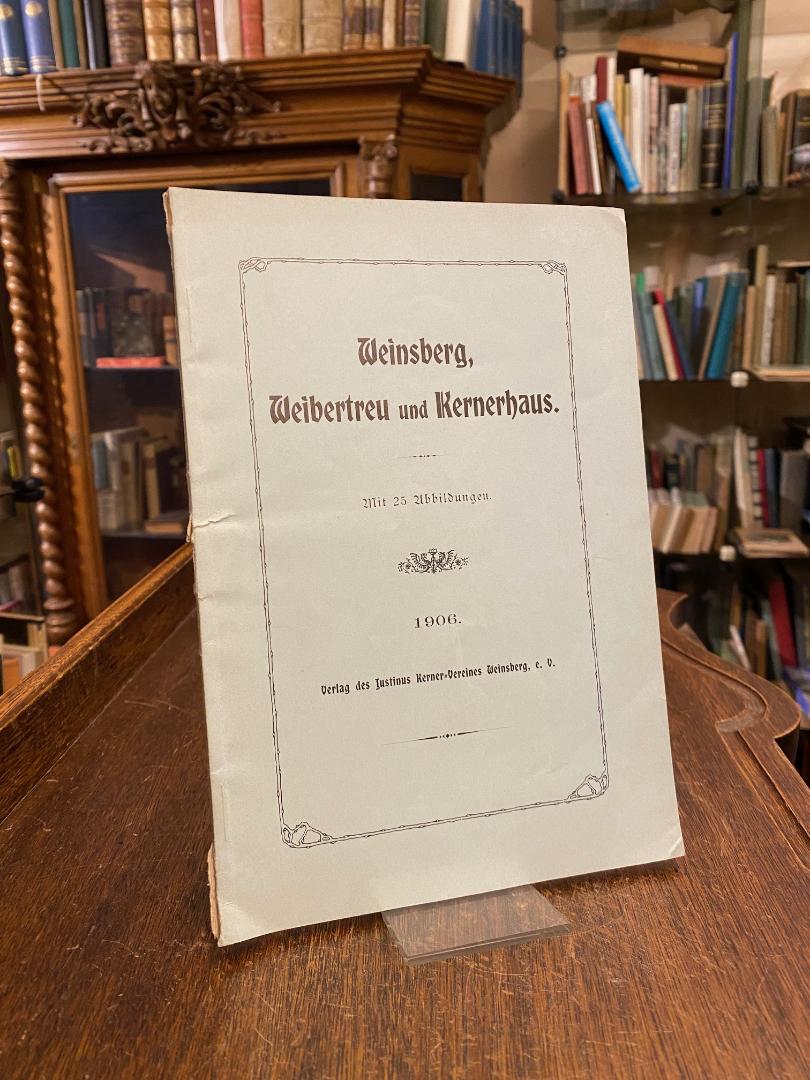 Weinsberg,
Weibertreu und Kernerhaus.
Mit 25 Abbildungen.
1906.
Verlag des Justinus Kerner-Vereines Weinsberg, e. V.